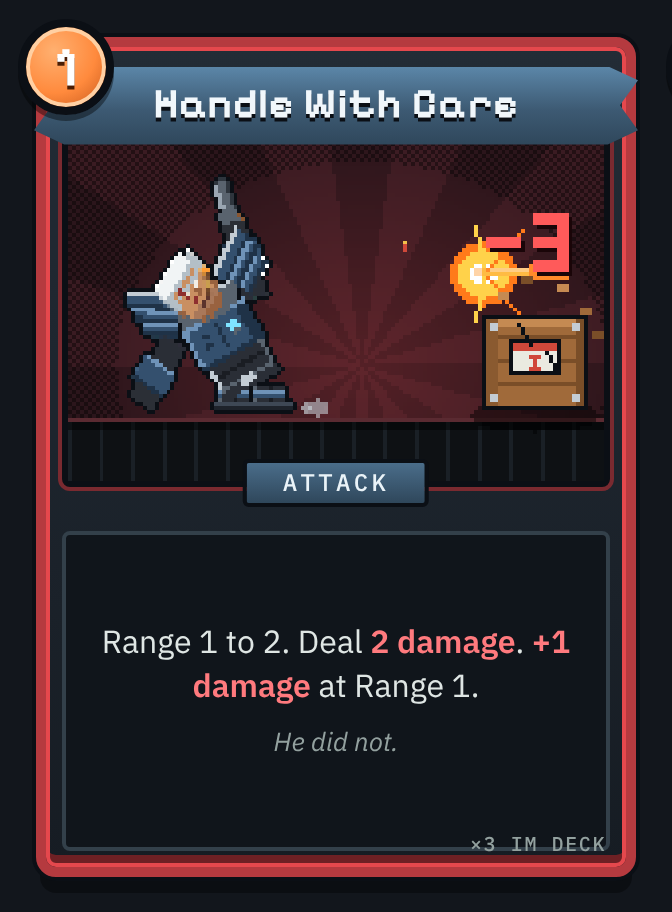 1
Handle With Care
-3
ATTACK
Range 1 to 2. Deal 2 damage. +1
damage at Range 1.
He did not.
×3 IM DECK